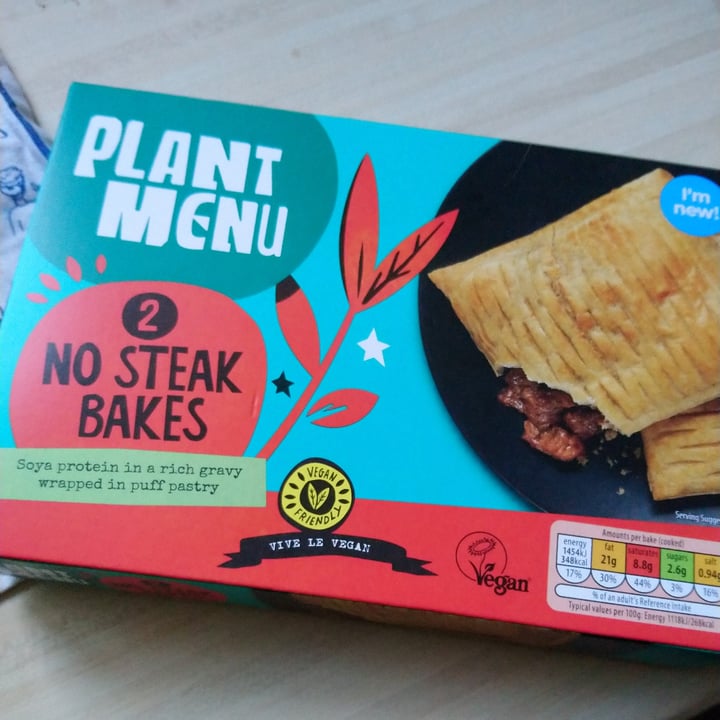 PLANT
MENU
I'm
new!
2
NO STEAK
BAKES
Soya protein in a rich gravy
wrapped in puff pastry
VEGAN
FRIENDLY
VIVE LE VEGAN
Vegan
Serving
Amounts per bake (cooked)
energy
1454kJ
348kcal
17%
fat
21g
30%
saturates
8.8g
44%
sugars
2.6g
3%
salt
0.94g
16%
% of an adult's Reference Intake
Typical values per 100g: Energy 1118kJ/268kcal